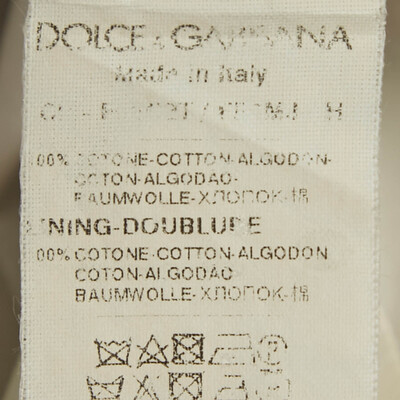 DOLCE & GABBANA
Made in Italy
00% COTONE-COTTON-ALGODON-
COTON-ALGODAO-
BAUMWOLLE-ХЛОПОК-棉
NING-DOUBLURE
00% COTONE-COTTON-ALGODON
COTON-ALGODAO
BAUMWOLLE-ХЛОПОК-棉